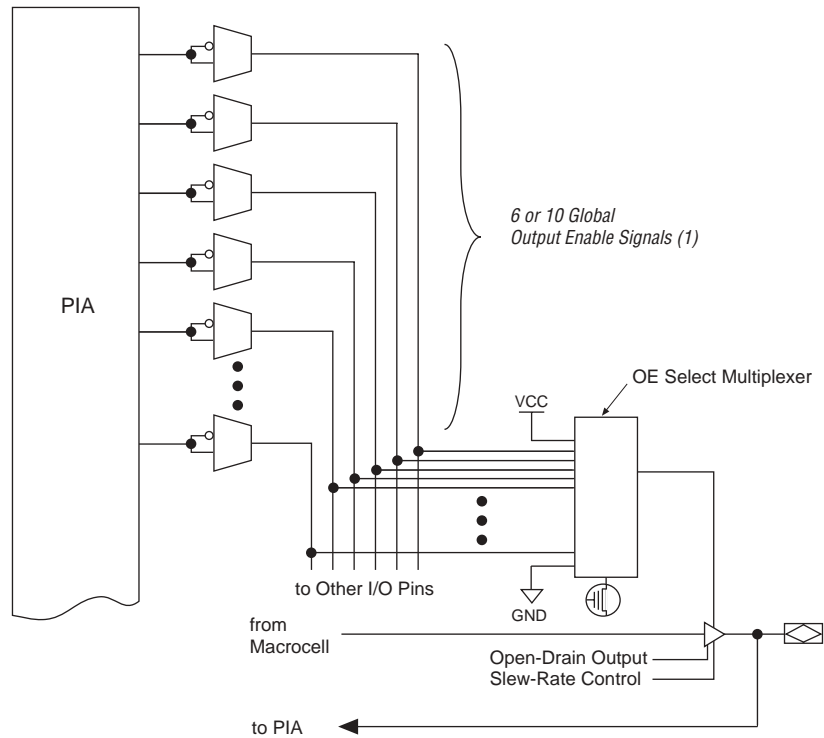 6 or 10 Global
Output Enable Signals (1)
PIA
OE Select Multiplexer
VCC
to Other I/O Pins
GND
from
Macrocell
Open-Drain Output
Slew-Rate Control
to PIA